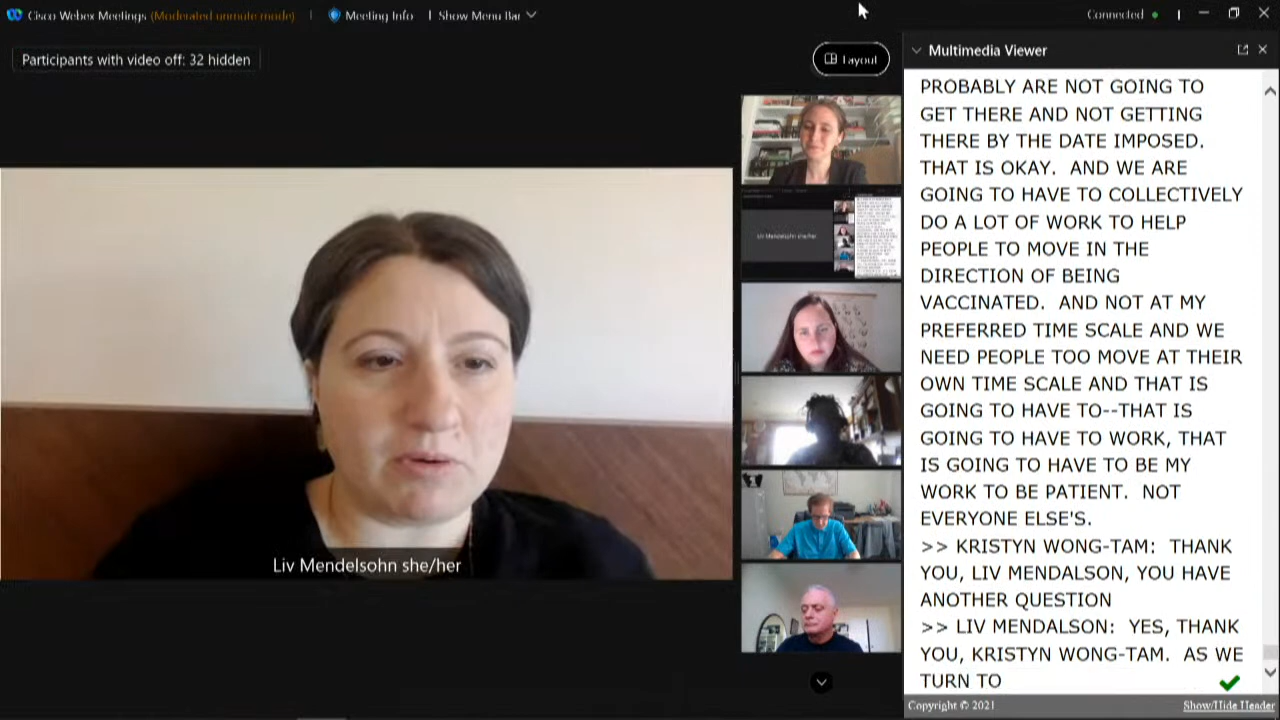 Cisco Webex Meetings (Moderated unmute mode) | Meeting Info | Show Menu Bar
Connected
Participants with video off: 32 hidden
Layout
Liv Mendelsohn she/her
Liv Mendelsohn she/her
Multimedia Viewer
PROBABLY ARE NOT GOING TO
GET THERE AND NOT GETTING
THERE BY THE DATE IMPOSED.
THAT IS OKAY. AND WE ARE
GOING TO HAVE TO COLLECTIVELY
DO A LOT OF WORK TO HELP
PEOPLE TO MOVE IN THE
DIRECTION OF BEING
VACCINATED. AND NOT AT MY
PREFERRED TIME SCALE AND WE
NEED PEOPLE TOO MOVE AT THEIR
OWN TIME SCALE AND THAT IS
GOING TO HAVE TO--THAT IS
GOING TO HAVE TO WORK, THAT
IS GOING TO HAVE TO BE MY
WORK TO BE PATIENT. NOT
EVERYONE ELSE'S.
>> KRISTYN WONG-TAM: THANK
YOU, LIV MENDALSON, YOU HAVE
ANOTHER QUESTION
>> LIV MENDALSON: YES, THANK
YOU, KRISTYN WONG-TAM. AS WE
TURN TO
Copyright © 2021
Show/Hide Header